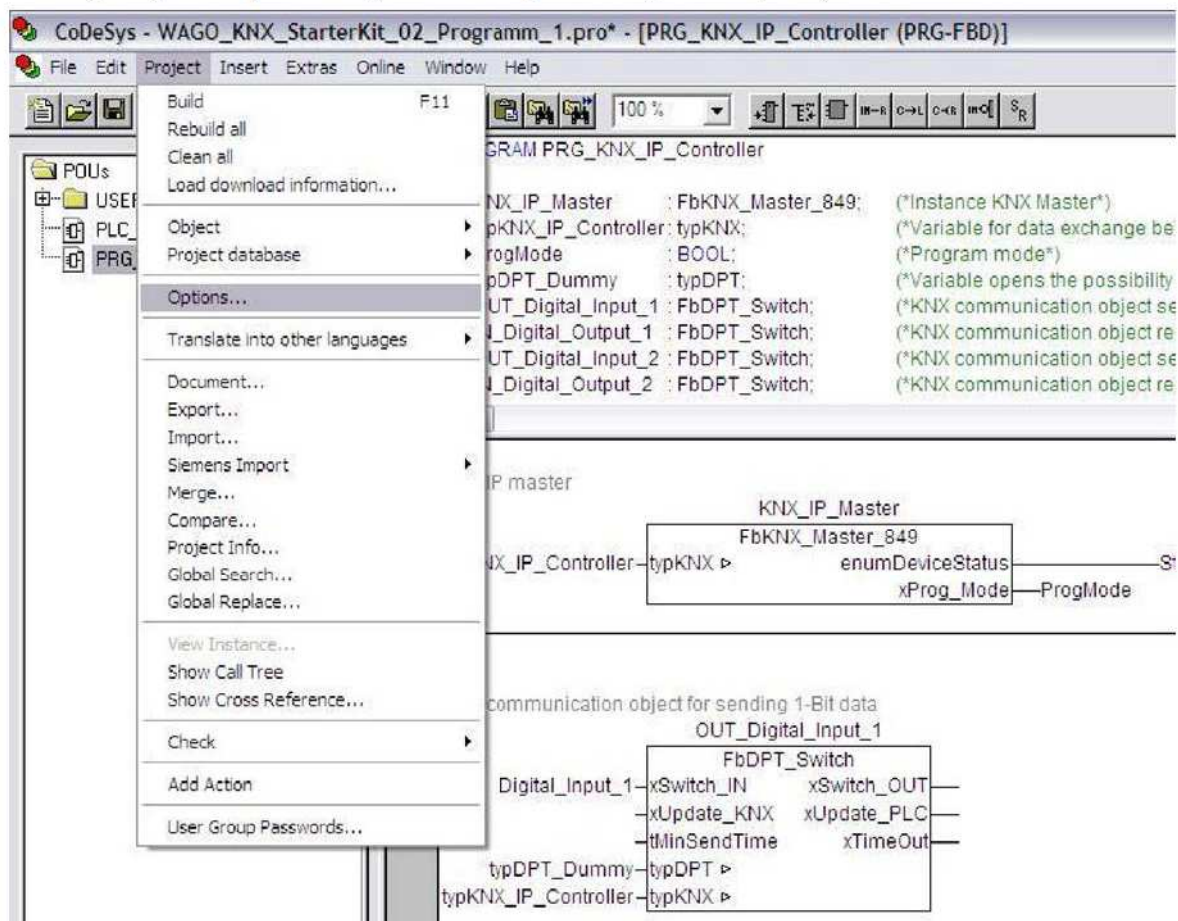 CoDeSys - WAGO_KNX_StarterKit_02_Programm_1.pro* - [PRG_KNX_IP_Controller (PRG-FBD)]
File Edit Project Insert Extras Online Window Help
100 %
Build F11
Rebuild all
Clean all
Load download information...
Object
Project database
Options...
Translate into other languages
Document...
Export...
Import...
Siemens Import
Merge...
Compare...
Project Info...
Global Search...
Global Replace...
View Instance...
Show Call Tree
Show Cross Reference...
Check
Add Action
User Group Passwords...
POUs
USER
PLC_
PRG_
GRAM PRG_KNX_IP_Controller
NX_IP_Master : FbKNX_Master_849; (*Instance KNX Master*)
pKNX_IP_Controller: typKNX; (*Variable for data exchange be
rogMode : BOOL; (*Program mode*)
pDPT_Dummy : typDPT; (*Variable opens the possibility
UT_Digital_Input_1 : FbDPT_Switch; (*KNX communication object se
N_Digital_Output_1 : FbDPT_Switch; (*KNX communication object re
UT_Digital_Input_2 : FbDPT_Switch; (*KNX communication object se
N_Digital_Output_2 : FbDPT_Switch; (*KNX communication object re
IP master
KNX_IP_Master
FbKNX_Master_849
NX_IP_Controller typKNX enumDeviceStatus St
xProg_Mode ProgMode
communication object for sending 1-Bit data
OUT_Digital_Input_1
FbDPT_Switch
Digital_Input_1 xSwitch_IN xSwitch_OUT
xUpdate_KNX xUpdate_PLC
tMinSendTime xTimeOut
typDPT_Dummy typDPT
typKNX_IP_Controller typKNX